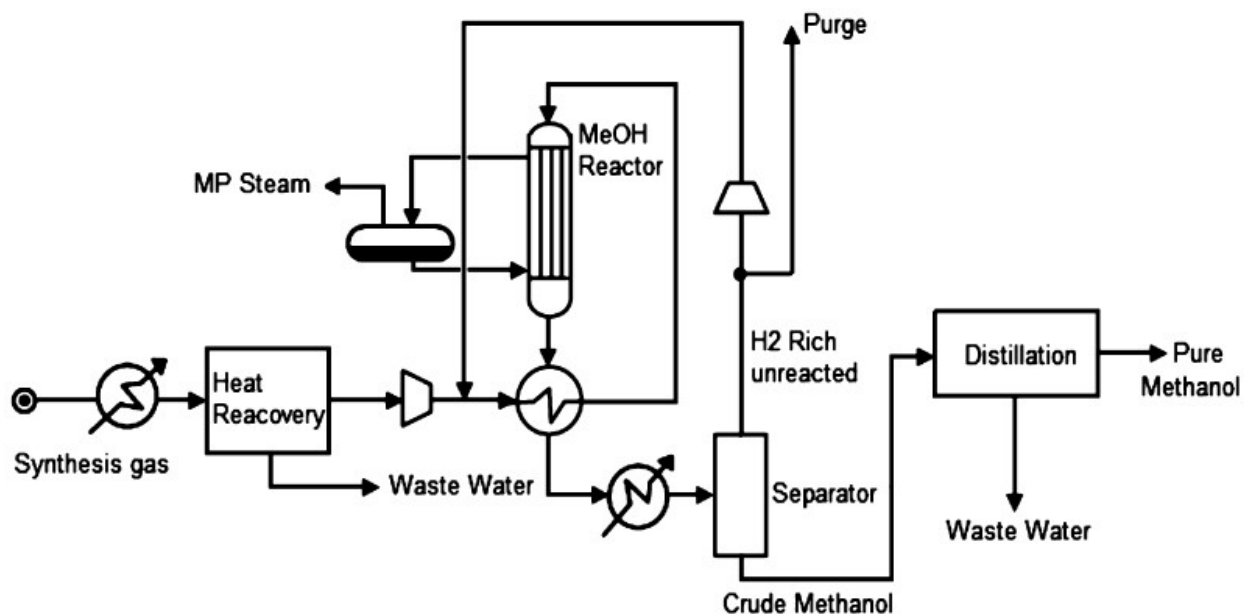 Purge
MeOH
Reactor
MP Steam
H2 Rich
unreacted
Distillation
Pure
Methanol
Heat
Reacovery
Synthesis gas
Waste Water
Separator
Waste Water
Crude Methanol